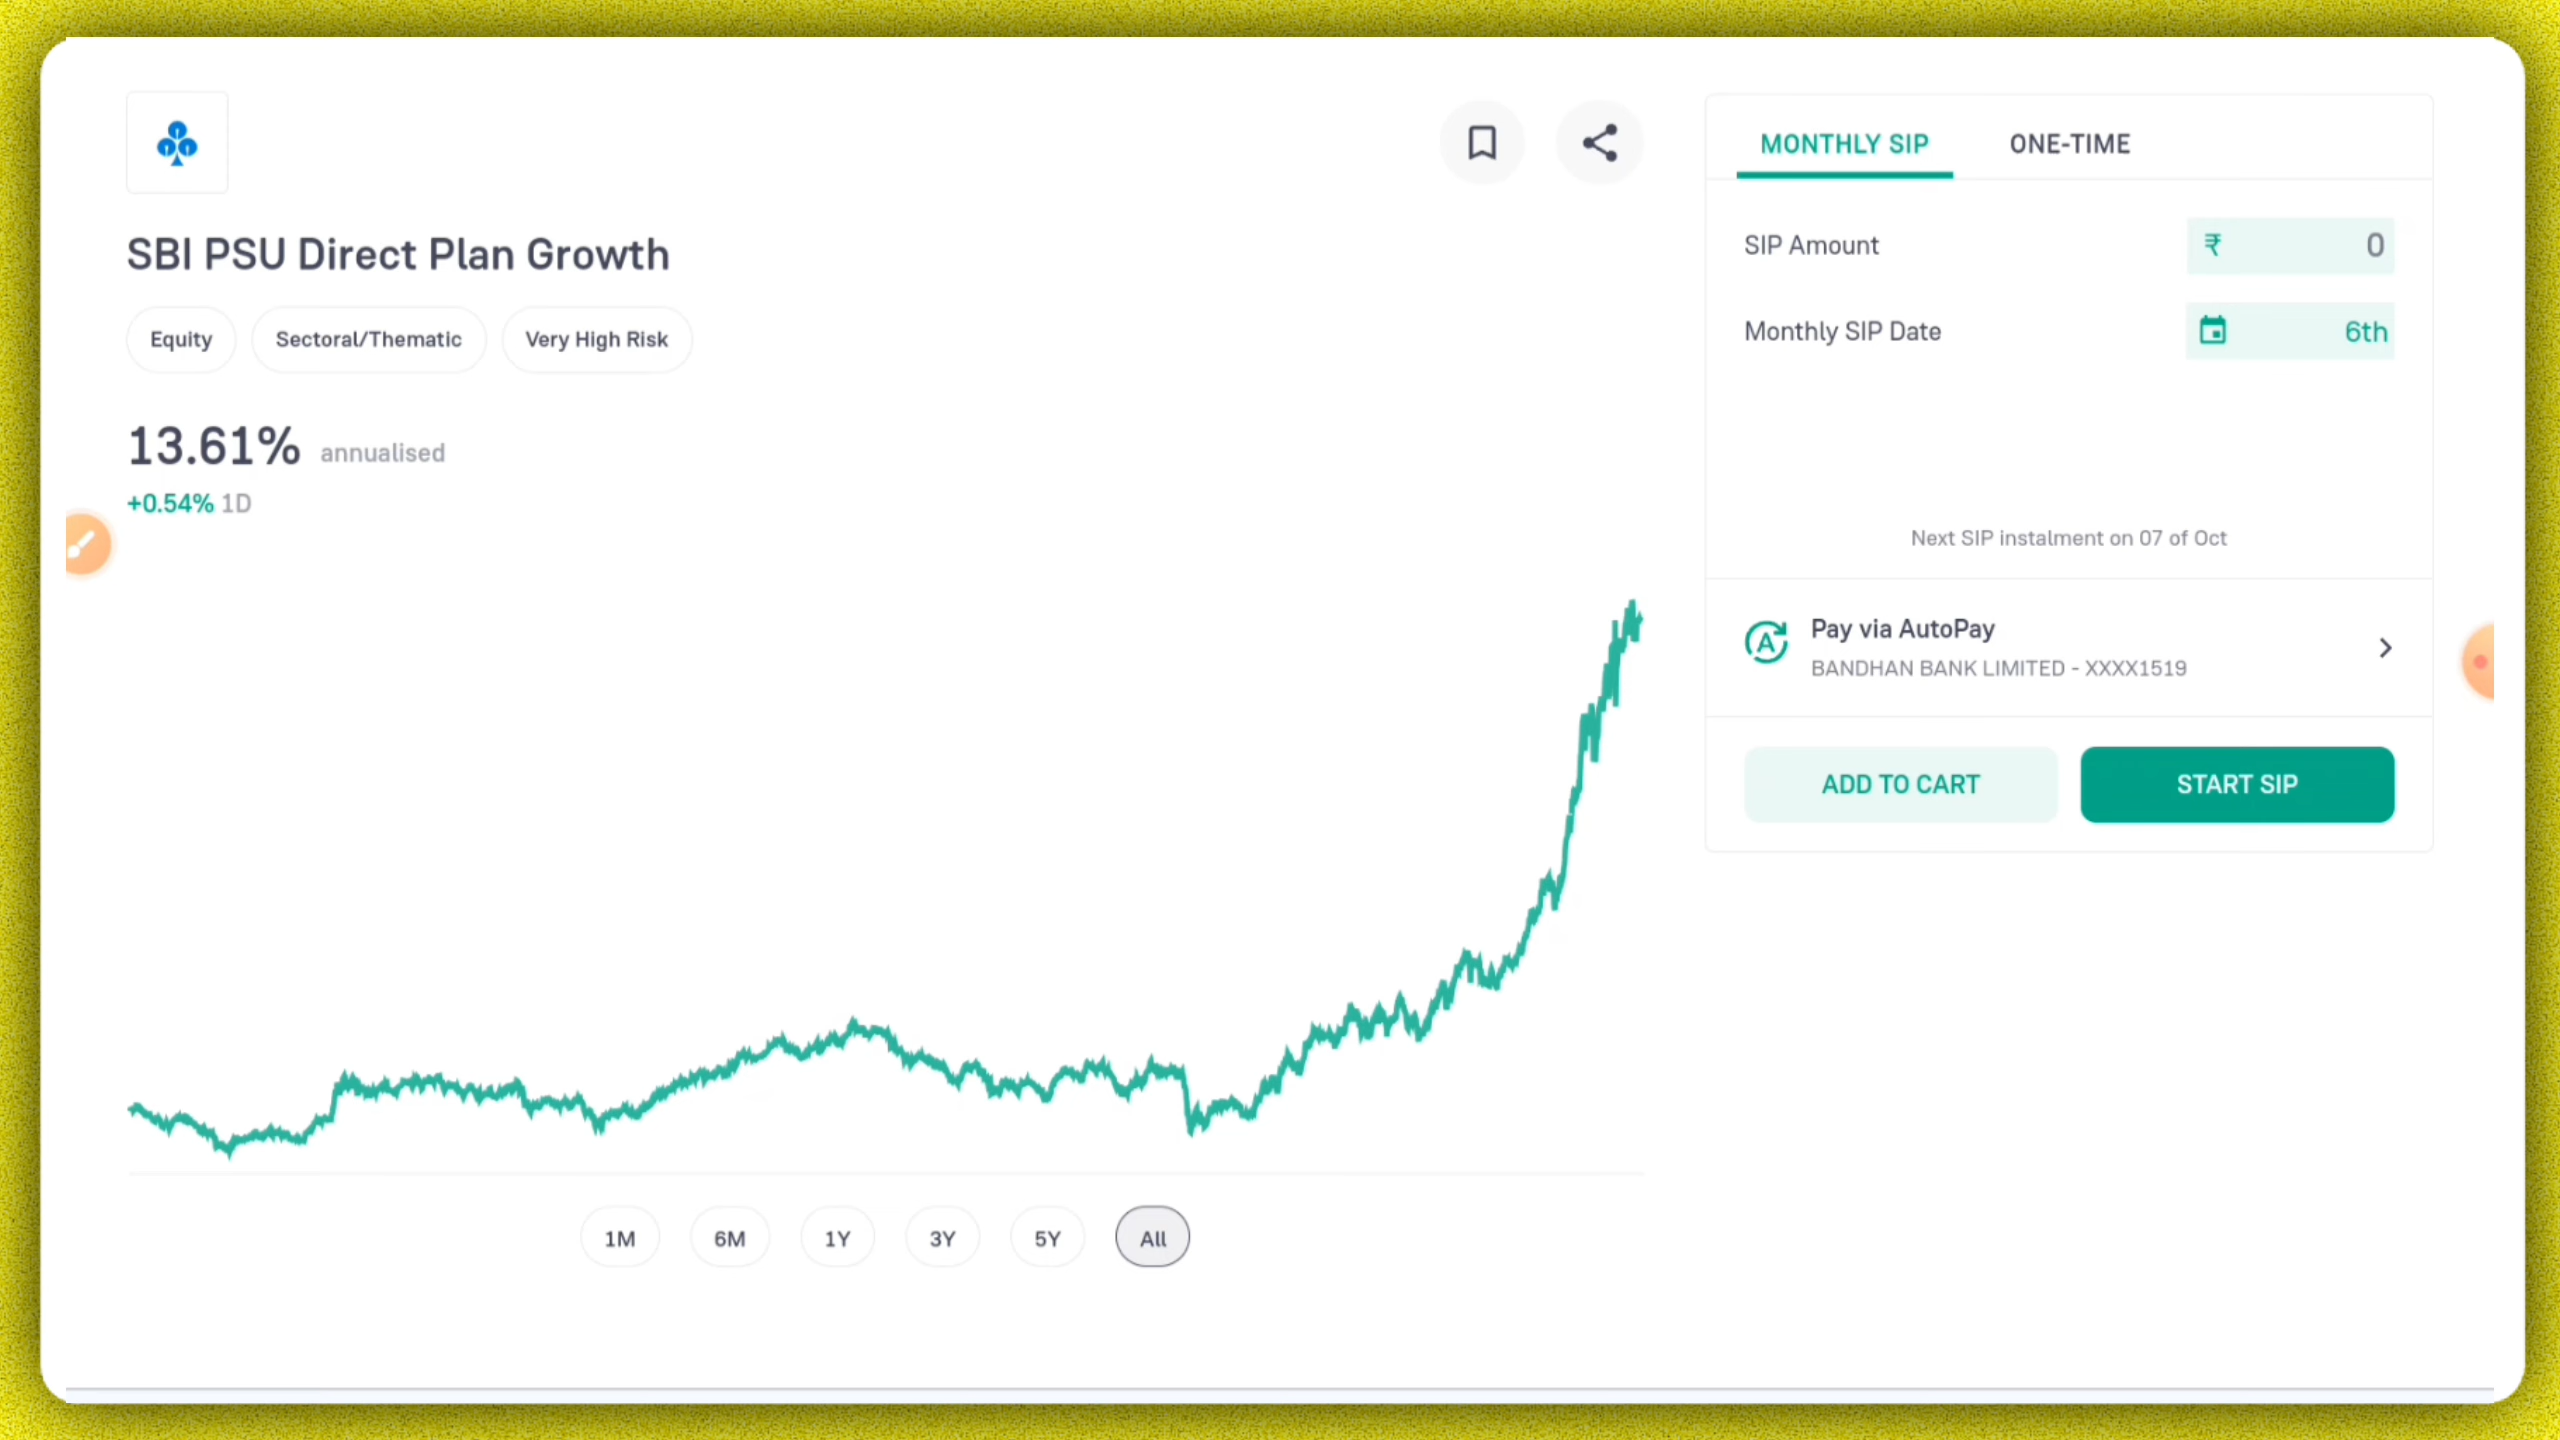 SBI PSU Direct Plan Growth
Equity
Sectoral/Thematic
Very High Risk
13.61% annualised
+0.54% 1D
1M
6M
1Y
3Y
5Y
All
MONTHLY SIP
ONE-TIME
SIP Amount
₹ 0
Monthly SIP Date
6th
Next SIP instalment on 07 of Oct
A
Pay via AutoPay
BANDHAN BANK LIMITED - XXXX1519
ADD TO CART
START SIP